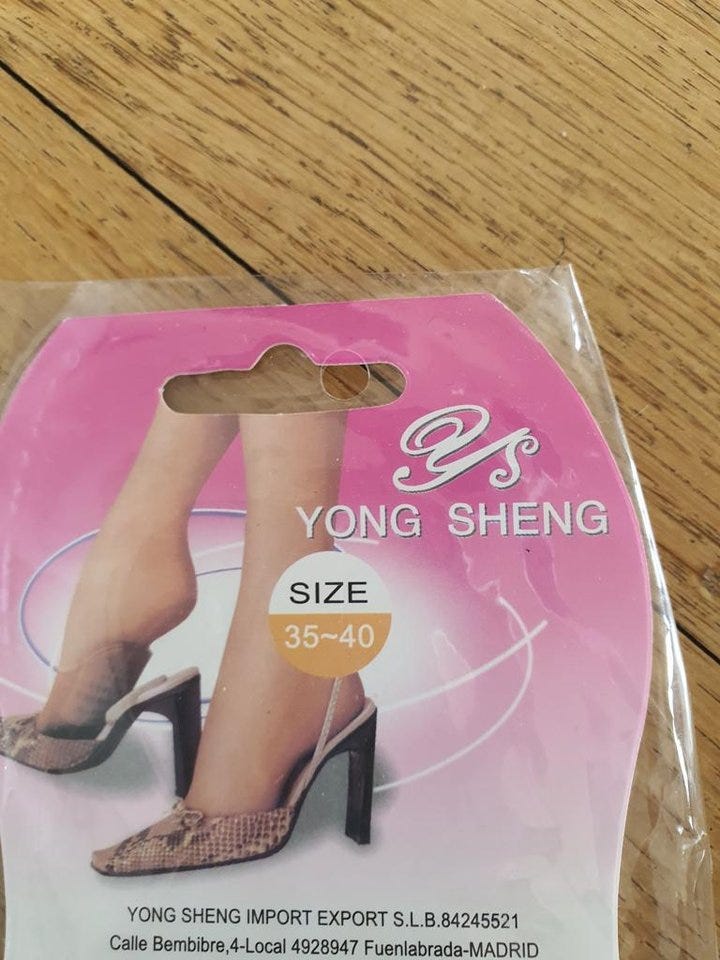 YS
YONG SHENG
SIZE
35~40
YONG SHENG IMPORT EXPORT S.L.B.84245521
Calle Bembibre,4-Local 4928947 Fuenlabrada-MADRID